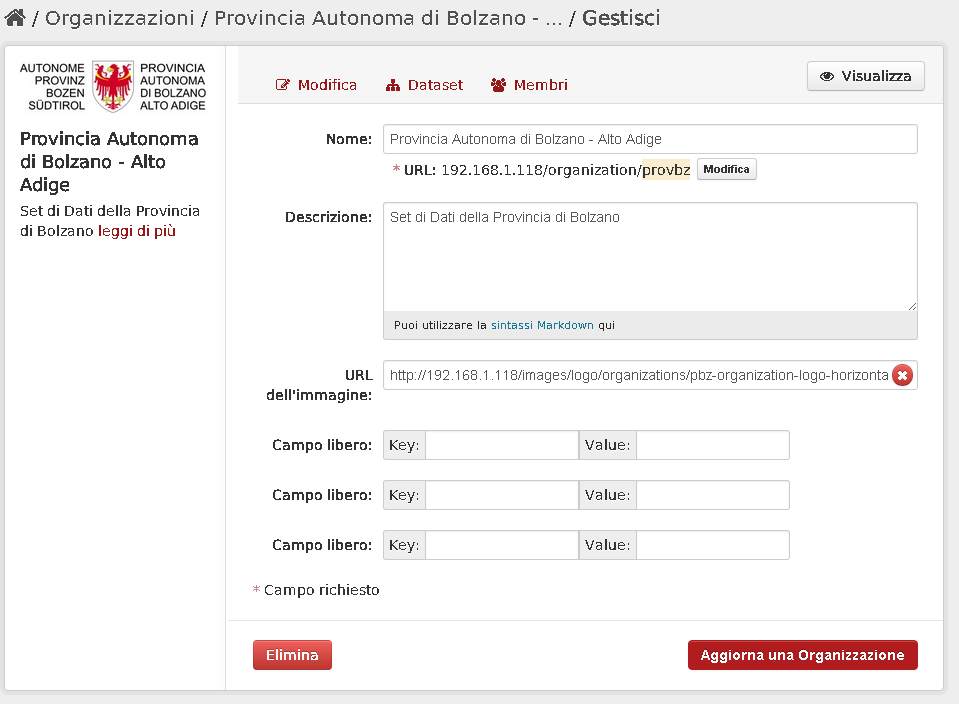 / Organizzazioni / Provincia Autonoma di Bolzano - ... / Gestisci
AUTONOME
PROVINZ
BOZEN
SÜDTIROL
PROVINCIA
AUTONOMA
DI BOLZANO
ALTO ADIGE
Provincia Autonoma
di Bolzano - Alto
Adige
Set di Dati della Provincia
di Bolzano leggi di più
Modifica Dataset Membri
Visualizza
Nome: Provincia Autonoma di Bolzano - Alto Adige
* URL: 192.168.1.118/organization/provbz Modifica
Descrizione: Set di Dati della Provincia di Bolzano
Puoi utilizzare la sintassi Markdown qui
URL
dell'immagine:
http://192.168.1.118/images/logo/organizations/pbz-organization-logo-horizonta
Campo libero: Key: Value:
Campo libero: Key: Value:
Campo libero: Key: Value:
* Campo richiesto
Elimina
Aggiorna una Organizzazione